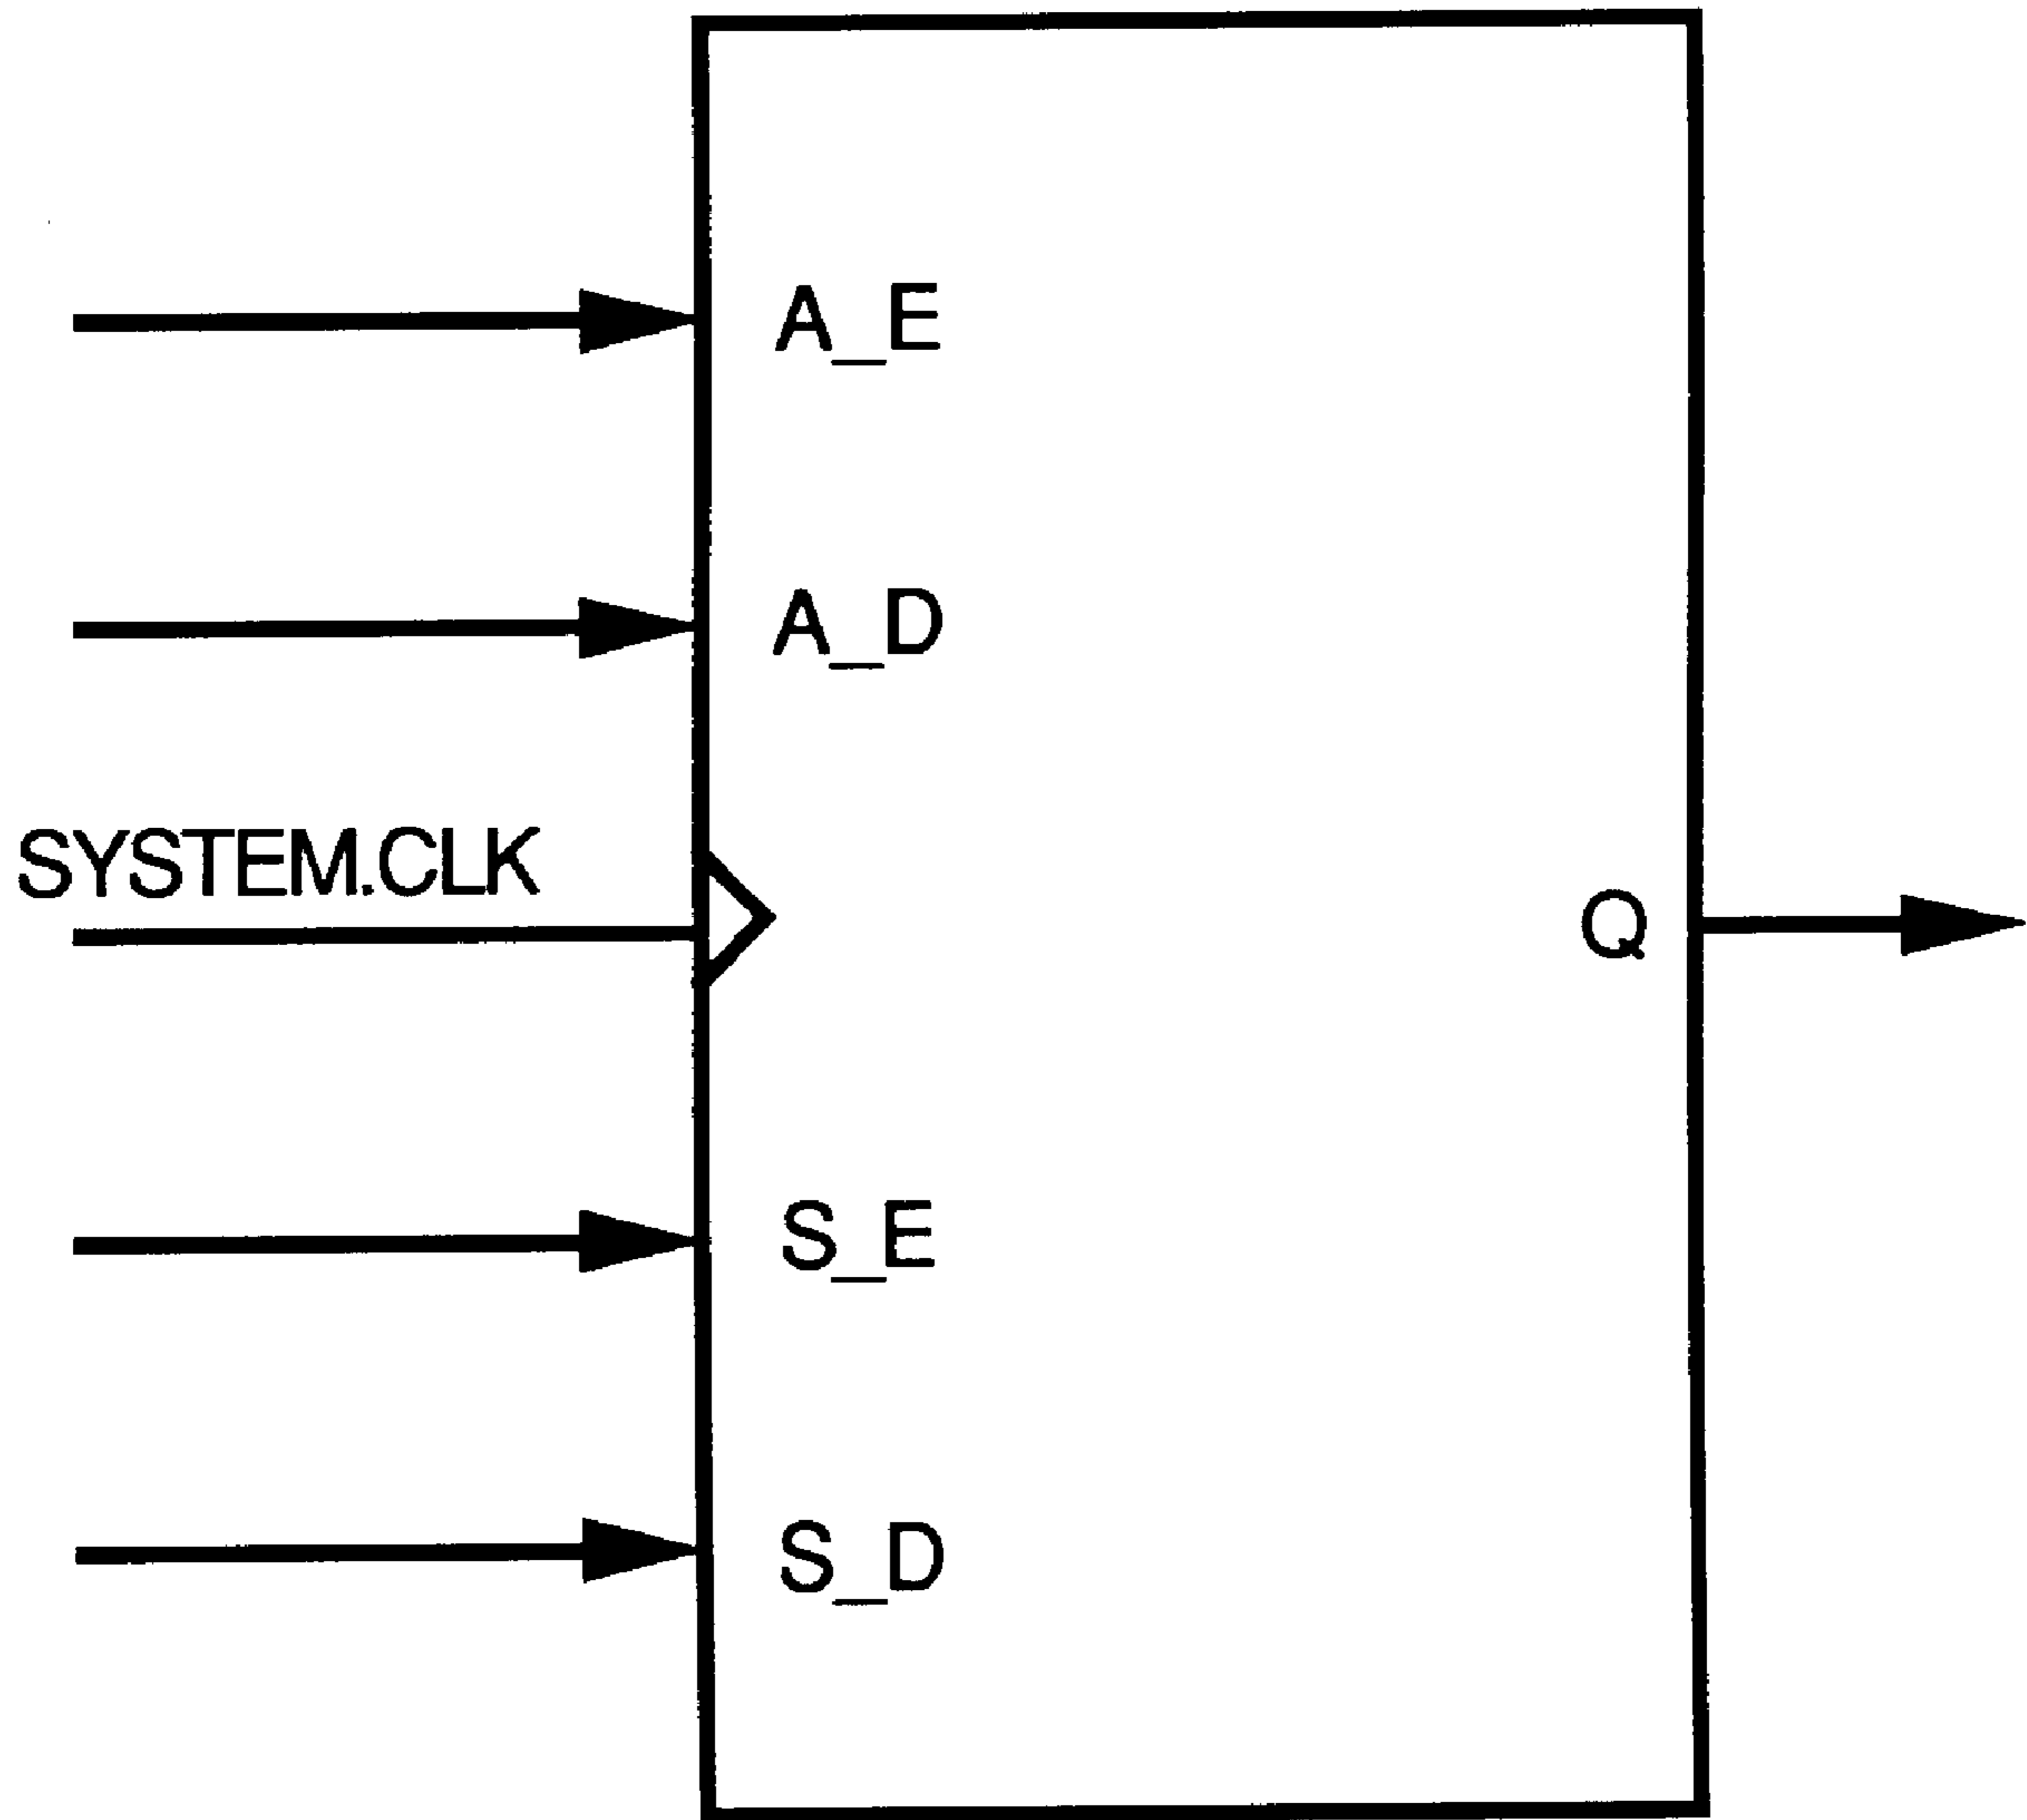 A_E
A_D
SYSTEM.CLK
Q
S_E
S_D